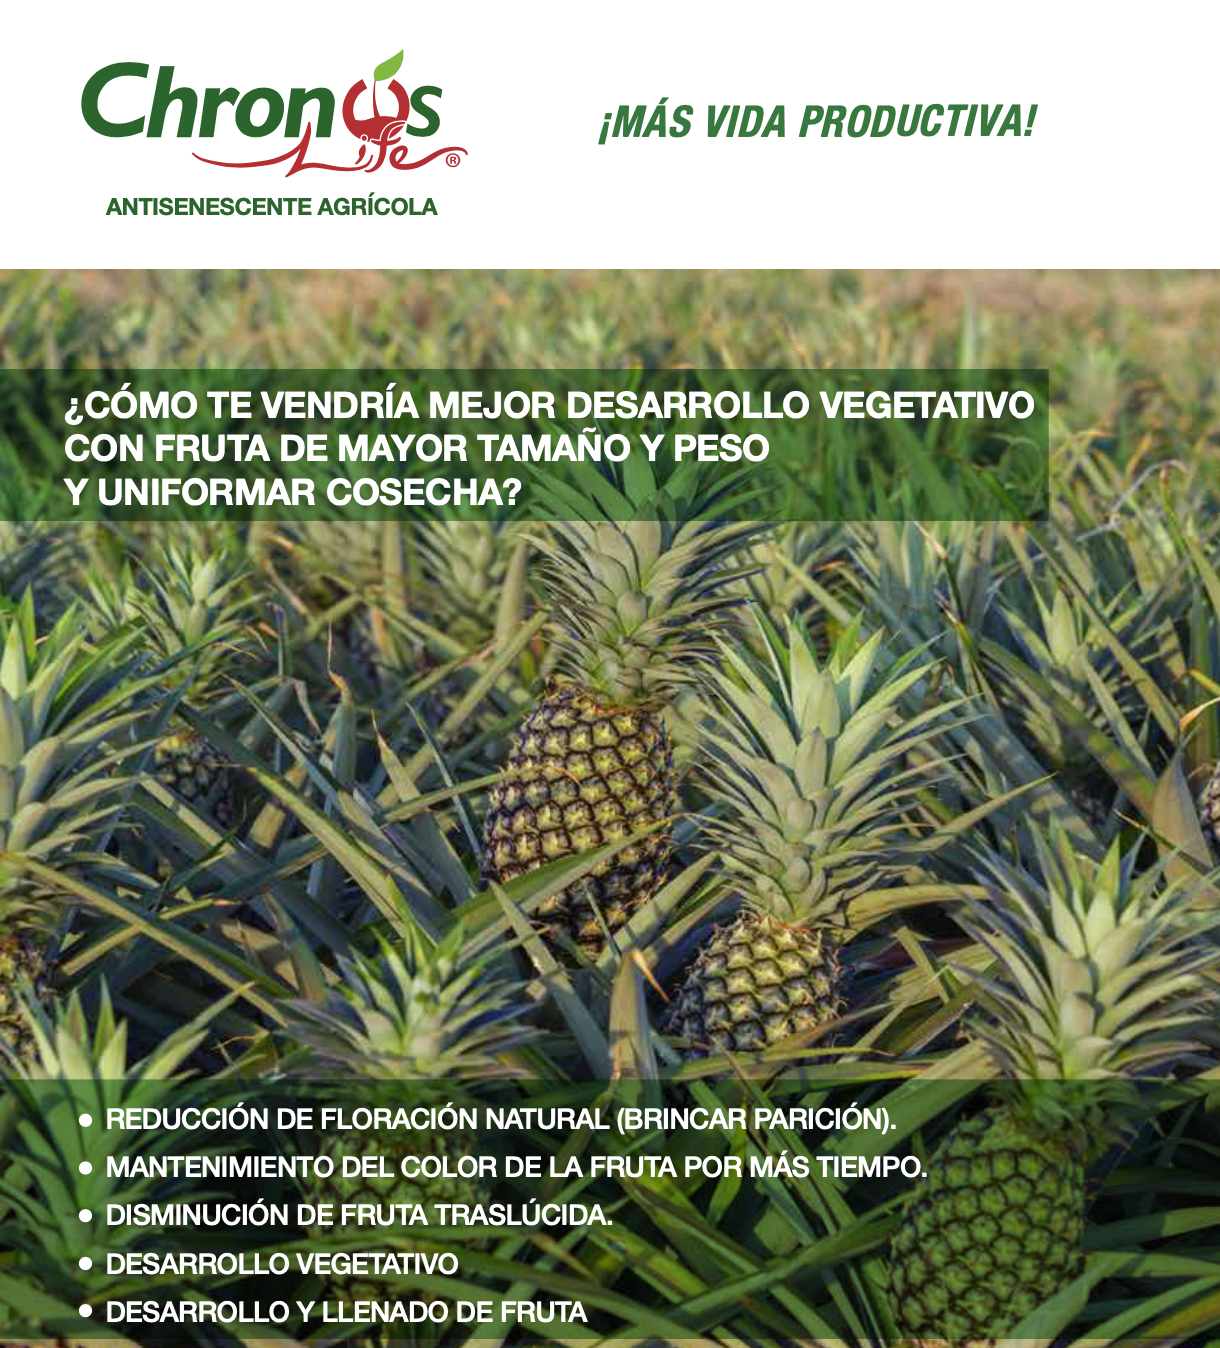 Chronos
Life®
ANTISENESCENTE AGRÍCOLA
¡MÁS VIDA PRODUCTIVA!
¿CÓMO TE VENDRÍA MEJOR DESARROLLO VEGETATIVO
CON FRUTA DE MAYOR TAMAÑO Y PESO
Y UNIFORMAR COSECHA?
• REDUCCIÓN DE FLORACIÓN NATURAL (BRINCAR PARICIÓN).
• MANTENIMIENTO DEL COLOR DE LA FRUTA POR MÁS TIEMPO.
• DISMINUCIÓN DE FRUTA TRASLÚCIDA.
• DESARROLLO VEGETATIVO
• DESARROLLO Y LLENADO DE FRUTA